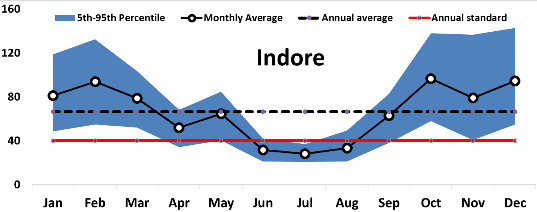 160
5th-95th Percentile Monthly Average Annual average Annual standard
Indore
120
80
40
0
Jan Feb Mar Apr May Jun Jul Aug Sep Oct Nov Dec